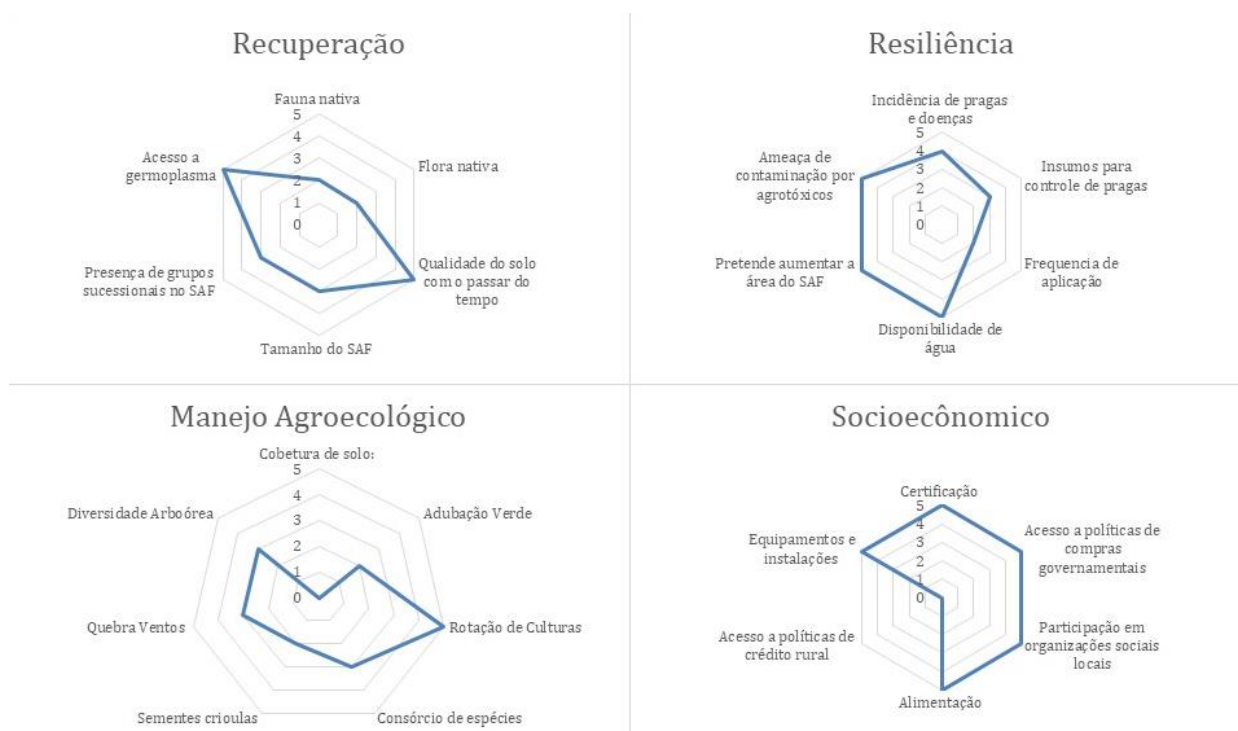 Recuperação
Fauna nativa
5
4
3
2
1
0
Flora nativa
Qualidade do solo
com o passar do
tempo
Tamanho do SAF
Presença de grupos
sucessionais no SAF
Acesso a
germoplasma
Resiliência
Incidência de pragas
e doenças
5
4
3
2
1
0
Insumos para
controle de pragas
Frequencia de
aplicação
Disponibilidade de
água
Pretende aumentar a
área do SAF
Ameaça de
contaminação por
agrotóxicos
Manejo Agroecológico
Cobetura de solo:
5
4
3
2
1
0
Adubação Verde
Rotação de Culturas
Consórcio de espécies
Sementes crioulas
Quebra Ventos
Diversidade Arboórea
Socioecônomico
Certificação
5
4
3
2
1
0
Acesso a políticas de
compras
governamentais
Participação em
organizações sociais
locais
Alimentação
Acesso a políticas de
crédito rural
Equipamentos e
instalações